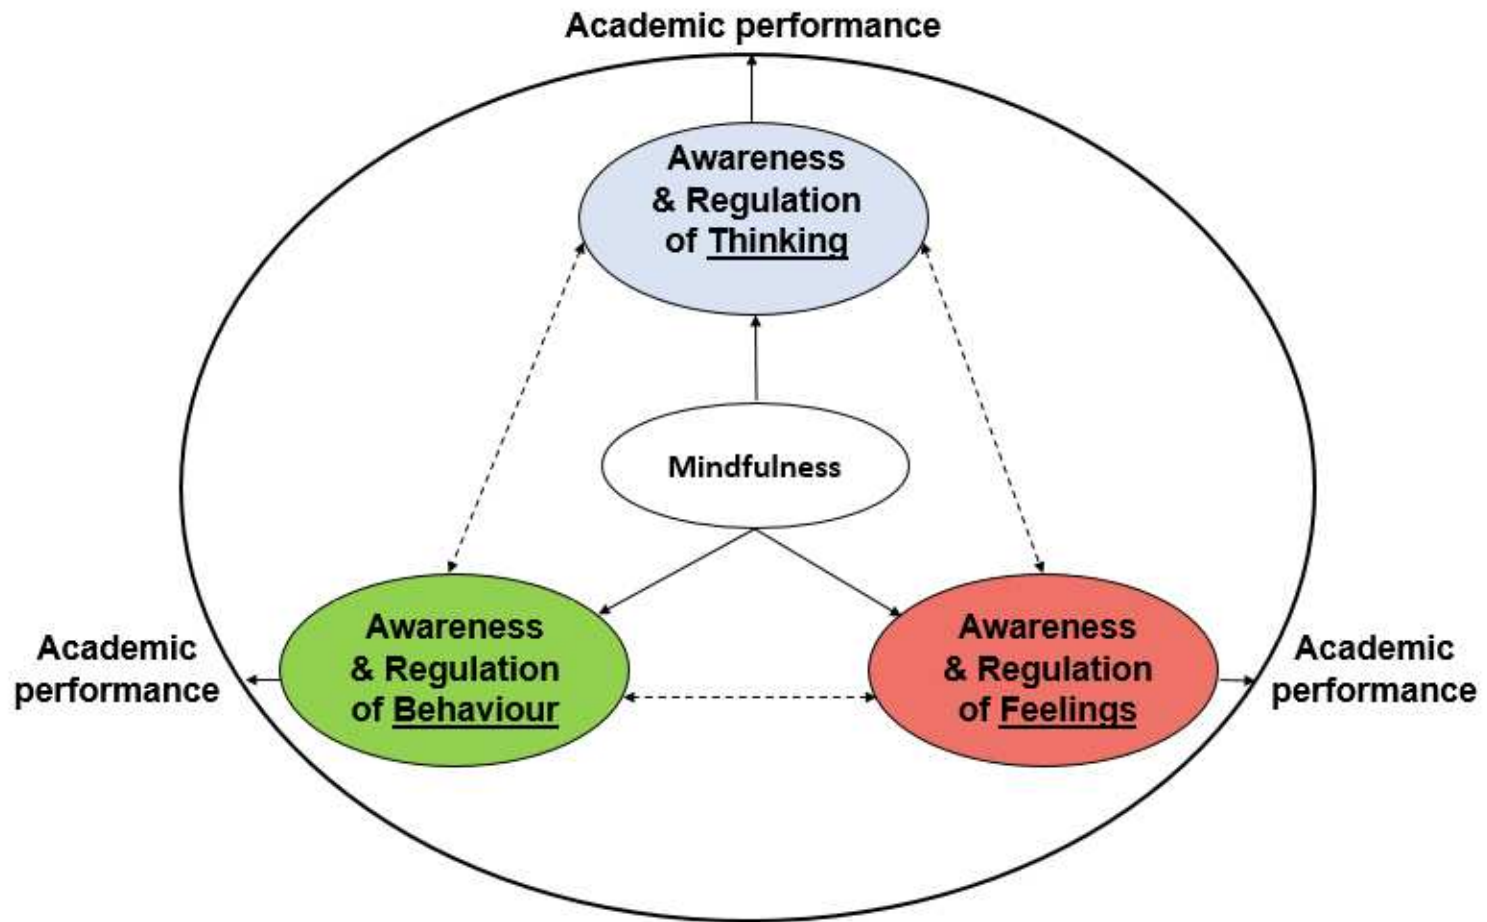 Academic performance
Awareness
& Regulation
of Thinking
Mindfulness
Awareness
& Regulation
of Behaviour
Awareness
& Regulation
of Feelings
Academic
performance
Academic
performance